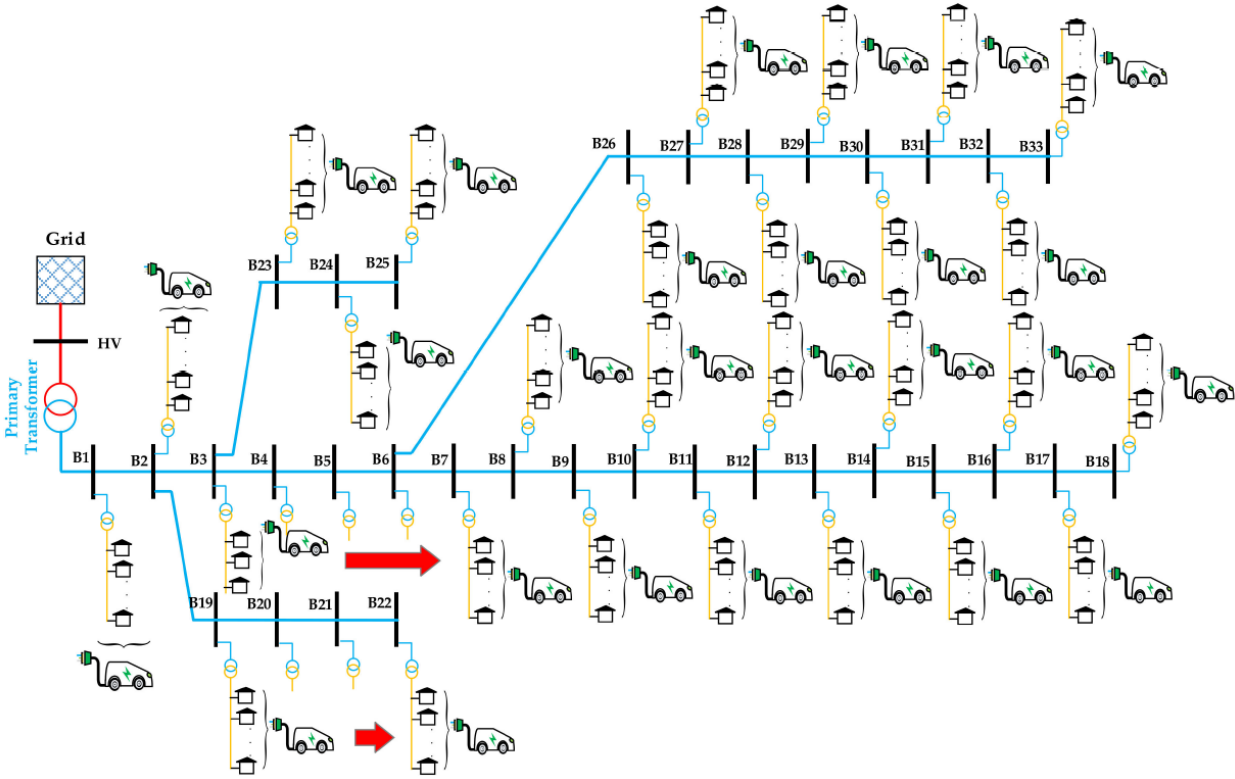 B26
B27
B28
B29
B30
B31
B32
B33
Grid
B23
B24
B25
HV
Primary
Transformer
B1
B2
B3
B4
B5
B6
B7
B8
B9
B10
B11
B12
B13
B14
B15
B16
B17
B18
B19
B20
B21
B22